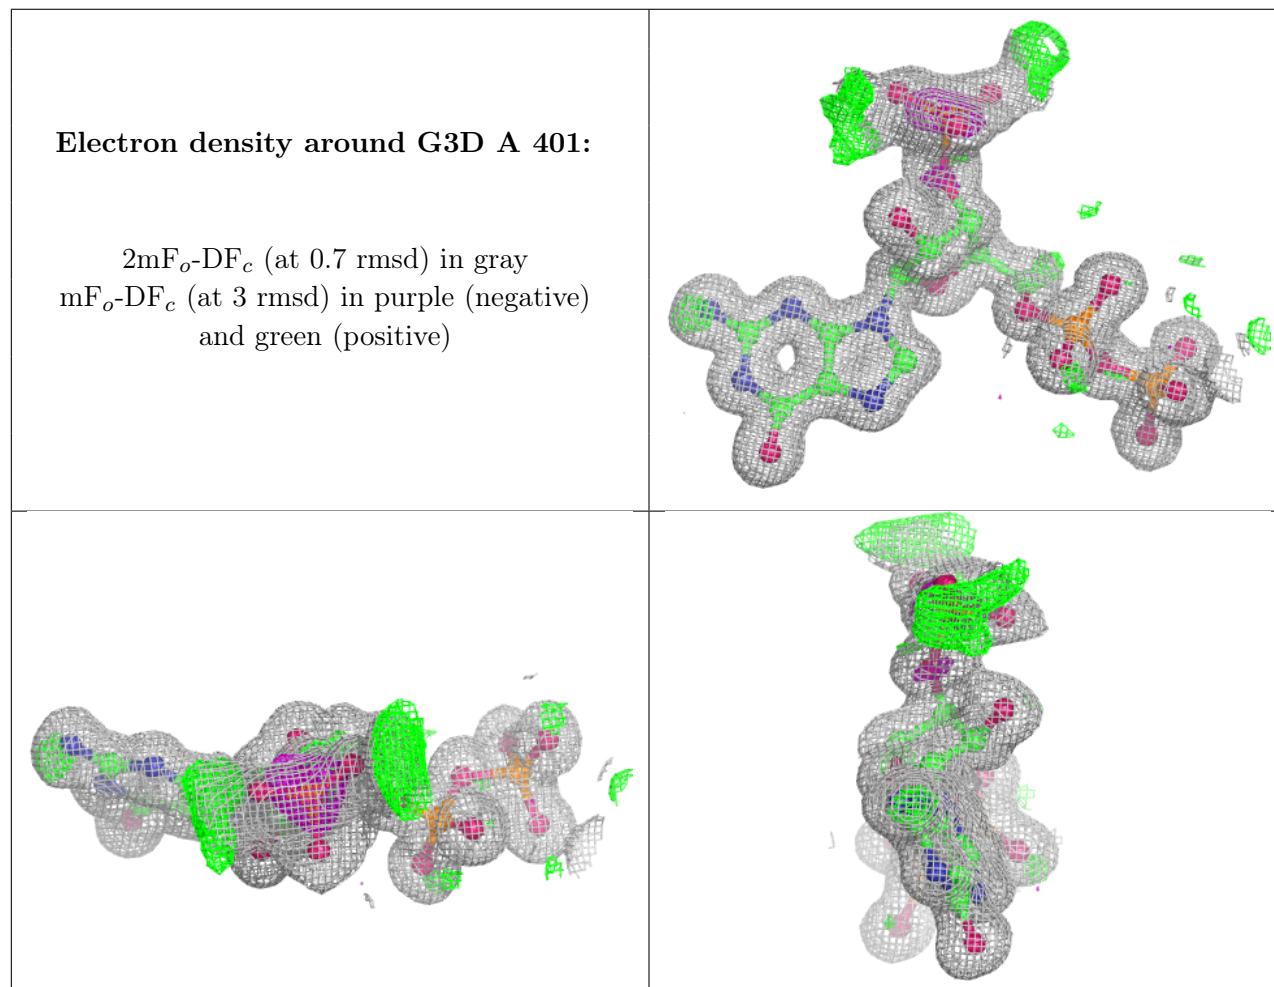 Electron density around G3D A 401:
2mFo-DFc (at 0.7 rmsd) in gray
mFo-DFc (at 3 rmsd) in purple (negative)
and green (positive)